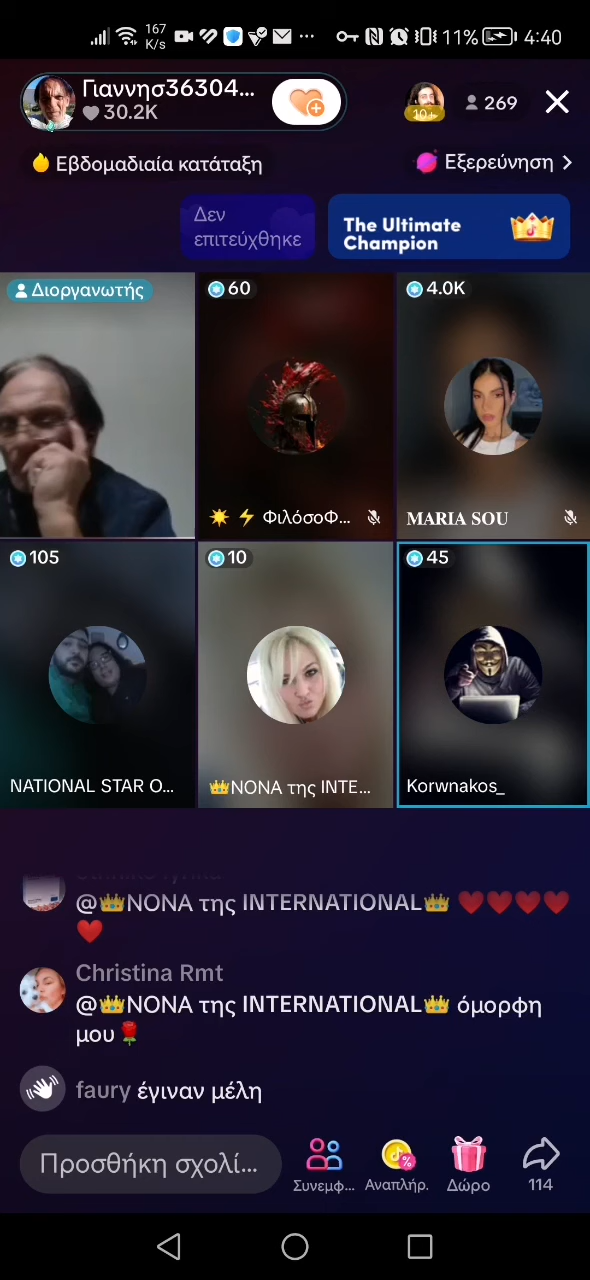 167
K/s
11%
4:40
Γιαννησ36304...
30.2K
10+
269
Εβδομαδιαία κατάταξη
Εξερεύνηση
Δεν
επιτεύχθηκε
The Ultimate
Champion
Διοργανωτής
60
4.0K
ΦιλόσοΦ...
MARIA SOU
105
10
45
NATIONAL STAR O...
👑NONA της INTE...
Korwnakos_
@👑NONA της INTERNATIONAL👑 ❤️❤️❤️❤️
❤️
Christina Rmt
@👑NONA της INTERNATIONAL👑 όμορφη
μου🌹
faury έγιναν μέλη
Προσθήκη σχολί...
Συνεμφ...
Αναπλήρ.
Δώρο
114